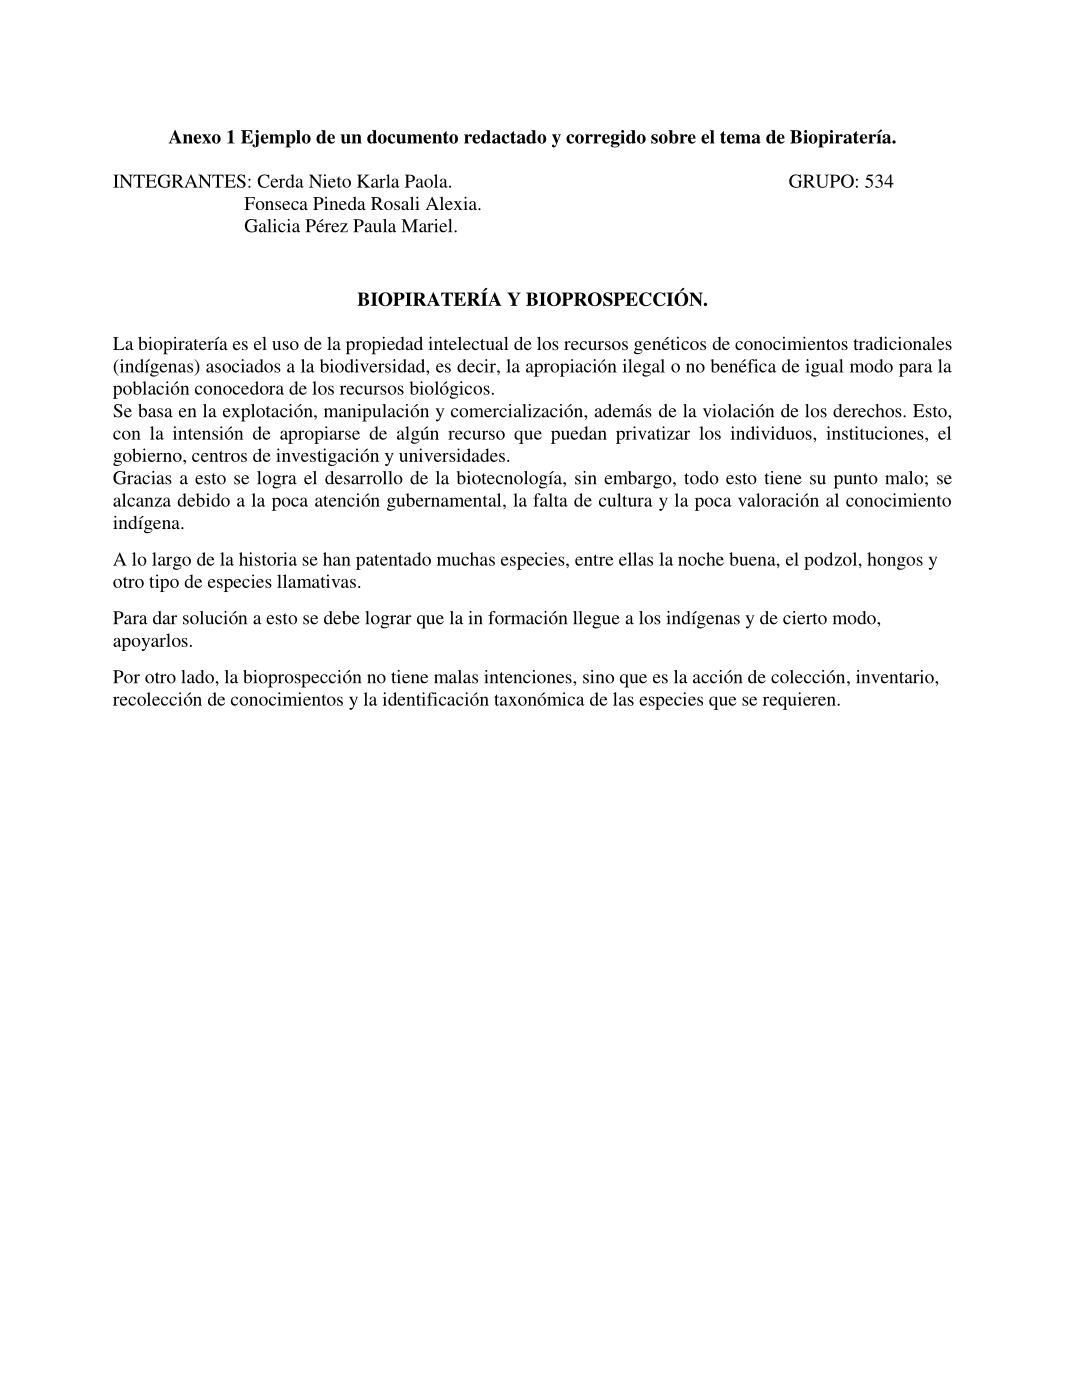 Anexo 1 Ejemplo de un documento redactado y corregido sobre el tema de Biopiratería.
INTEGRANTES: Cerda Nieto Karla Paola. GRUPO: 534
Fonseca Pineda Rosali Alexia.
Galicia Pérez Paula Mariel.
BIOPIRATERÍA Y BIOPROSPECCIÓN.
La biopiratería es el uso de la propiedad intelectual de los recursos genéticos de conocimientos tradicionales
(indígenas) asociados a la biodiversidad, es decir, la apropiación ilegal o no benéfica de igual modo para la
población conocedora de los recursos biológicos.
Se basa en la explotación, manipulación y comercialización, además de la violación de los derechos. Esto,
con la intensión de apropiarse de algún recurso que puedan privatizar los individuos, instituciones, el
gobierno, centros de investigación y universidades.
Gracias a esto se logra el desarrollo de la biotecnología, sin embargo, todo esto tiene su punto malo; se
alcanza debido a la poca atención gubernamental, la falta de cultura y la poca valoración al conocimiento
indígena.
A lo largo de la historia se han patentado muchas especies, entre ellas la noche buena, el podzol, hongos y
otro tipo de especies llamativas.
Para dar solución a esto se debe lograr que la in formación llegue a los indígenas y de cierto modo,
apoyarlos.
Por otro lado, la bioprospección no tiene malas intenciones, sino que es la acción de colección, inventario,
recolección de conocimientos y la identificación taxonómica de las especies que se requieren.